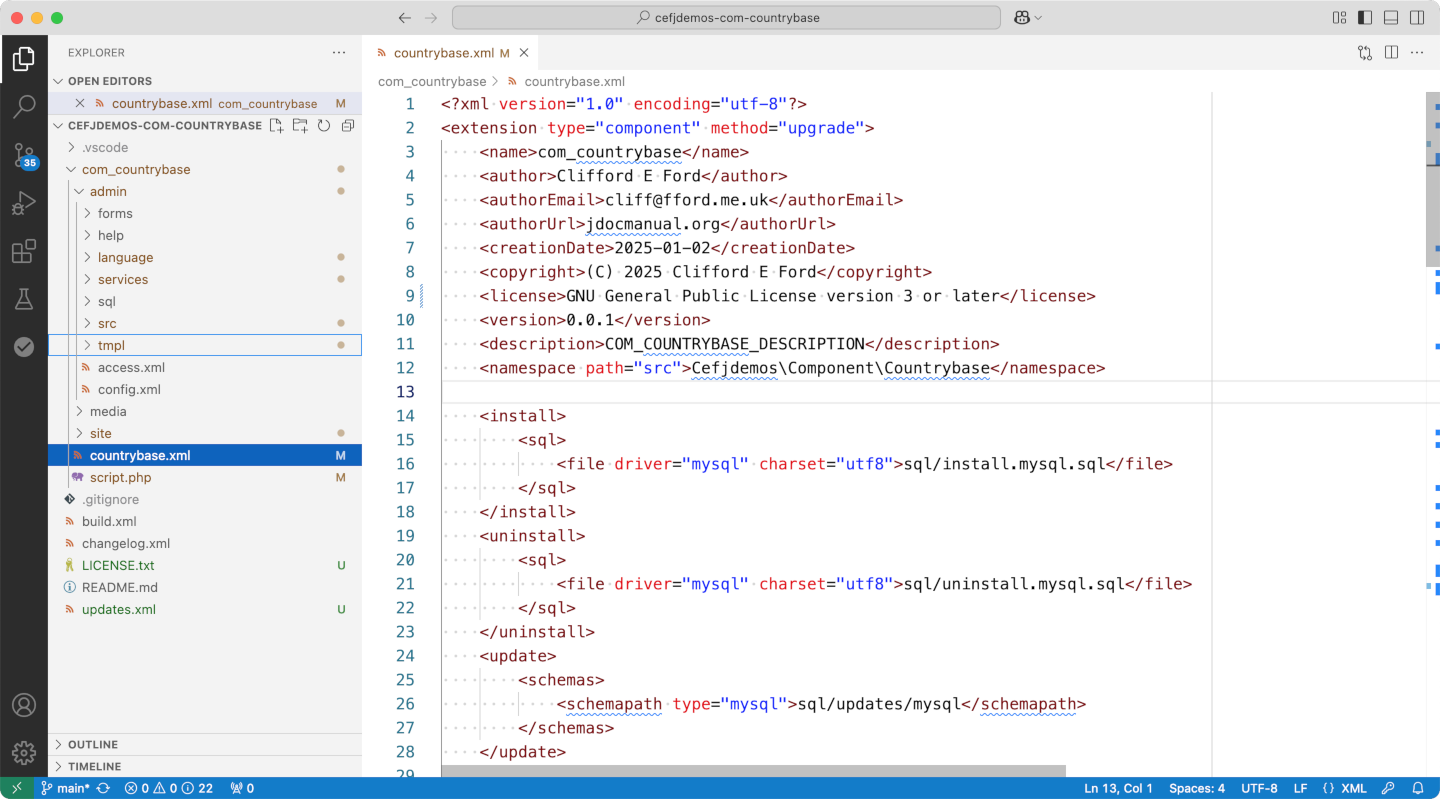 cefjdemos-com-countrybase
EXPLORER
OPEN EDITORS
countrybase.xml com_countrybase M
CEFJDEMOS-COM-COUNTRYBASE
.vscode
com_countrybase
admin
forms
help
language
services
sql
src
tmpl
access.xml
config.xml
media
site
countrybase.xml M
script.php M
.gitignore
build.xml
changelog.xml
LICENSE.txt U
README.md
updates.xml U
OUTLINE
TIMELINE
35
countrybase.xml M
com_countrybase > countrybase.xml
1 <?xml version="1.0" encoding="utf-8"?>
2 <extension type="component" method="upgrade">
3 <name>com_countrybase</name>
4 <author>Clifford E Ford</author>
5 <authorEmail>cliff@fford.me.uk</authorEmail>
6 <authorUrl>jdocmanual.org</authorUrl>
7 <creationDate>2025-01-02</creationDate>
8 <copyright>(C) 2025 Clifford E Ford</copyright>
9 <license>GNU General Public License version 3 or later</license>
10 <version>0.0.1</version>
11 <description>COM_COUNTRYBASE_DESCRIPTION</description>
12 <namespace path="src">Cefjdemos\Component\Countrybase</namespace>
13
14 <install>
15 <sql>
16 <file driver="mysql" charset="utf8">sql/install.mysql.sql</file>
17 </sql>
18 </install>
19 <uninstall>
20 <sql>
21 <file driver="mysql" charset="utf8">sql/uninstall.mysql.sql</file>
22 </sql>
23 </uninstall>
24 <update>
25 <schemas>
26 <schemapath type="mysql">sql/updates/mysql</schemapath>
27 </schemas>
28 </update>
29
main* 0 0 22 0 Ln 13, Col 1 Spaces: 4 UTF-8 LF {} XML